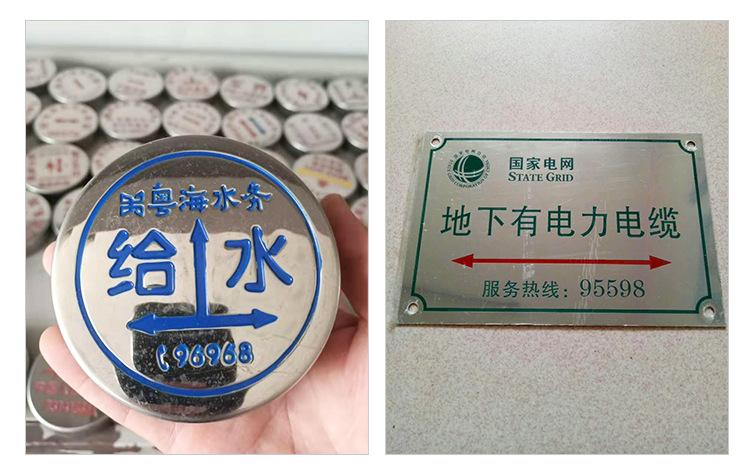 粤海水务
给水
96968
国家电网
STATE GRID
地下有电力电缆
服务热线：95598